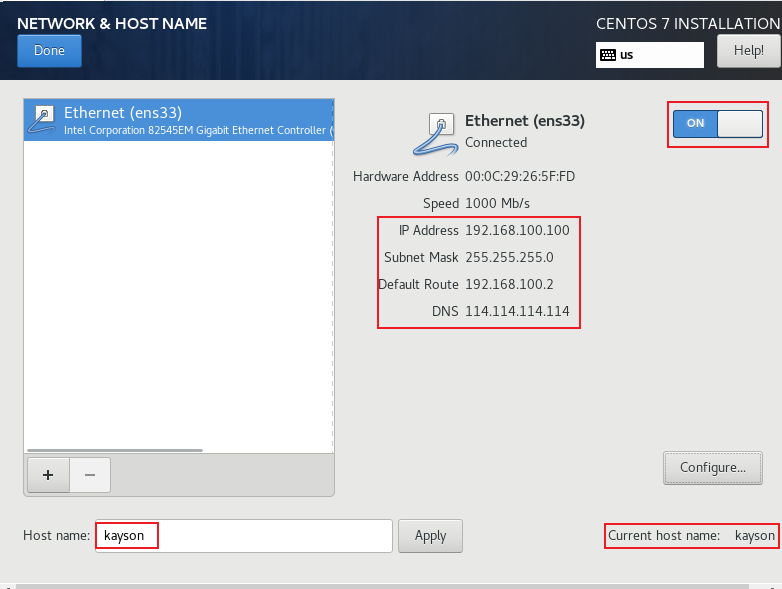 NETWORK & HOST NAME
CENTOS 7 INSTALLATION
Done
us
Help!
Ethernet (ens33)
Intel Corporation 82545EM Gigabit Ethernet Controller (
Ethernet (ens33)
Connected
ON
Hardware Address 00:0C:29:26:5F:FD
Speed 1000 Mb/s
IP Address 192.168.100.100
Subnet Mask 255.255.255.0
Default Route 192.168.100.2
DNS 114.114.114.114
+ −
Configure...
Host name: kayson Apply
Current host name: kayson